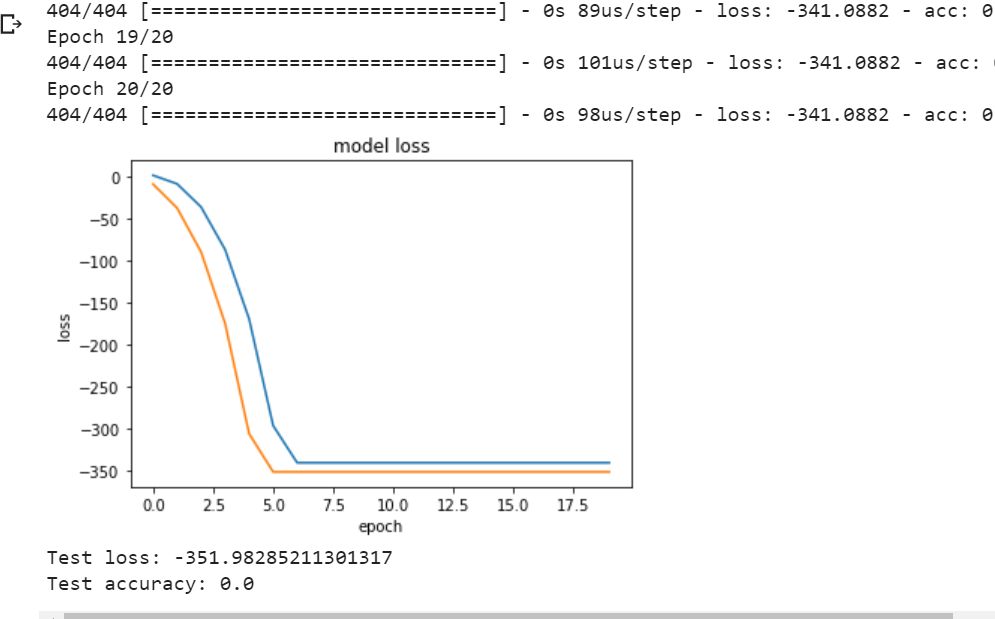 404/404 [==============================] - 0s 89us/step - loss: -341.0882 - acc: 0
Epoch 19/20
404/404 [==============================] - 0s 101us/step - loss: -341.0882 - acc:
Epoch 20/20
404/404 [==============================] - 0s 98us/step - loss: -341.0882 - acc: 0
model loss
0
−50
−100
−150
−200
−250
−300
−350
loss
0.0 2.5 5.0 7.5 10.0 12.5 15.0 17.5
epoch
Test loss: -351.98285211301317
Test accuracy: 0.0